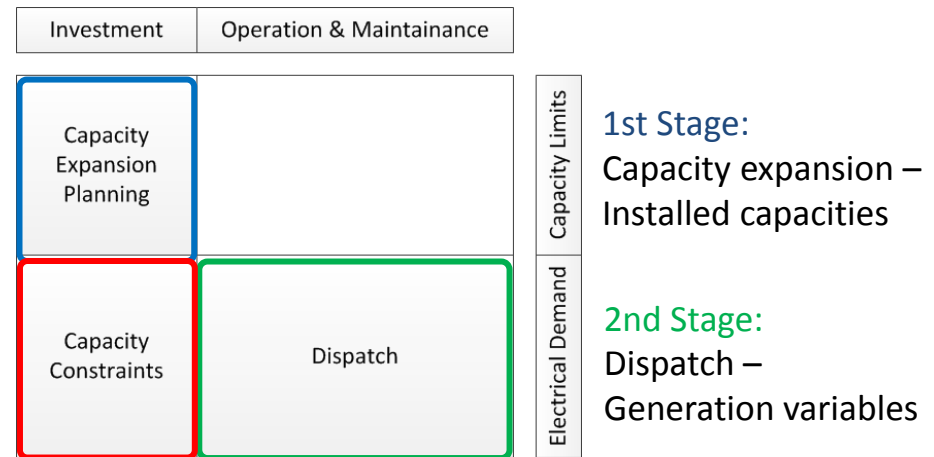 Investment
Operation & Maintainance
Capacity
Expansion
Planning
Capacity Limits
1st Stage:
Capacity expansion –
Installed capacities
Capacity
Constraints
Dispatch
Electrical Demand
2nd Stage:
Dispatch –
Generation variables